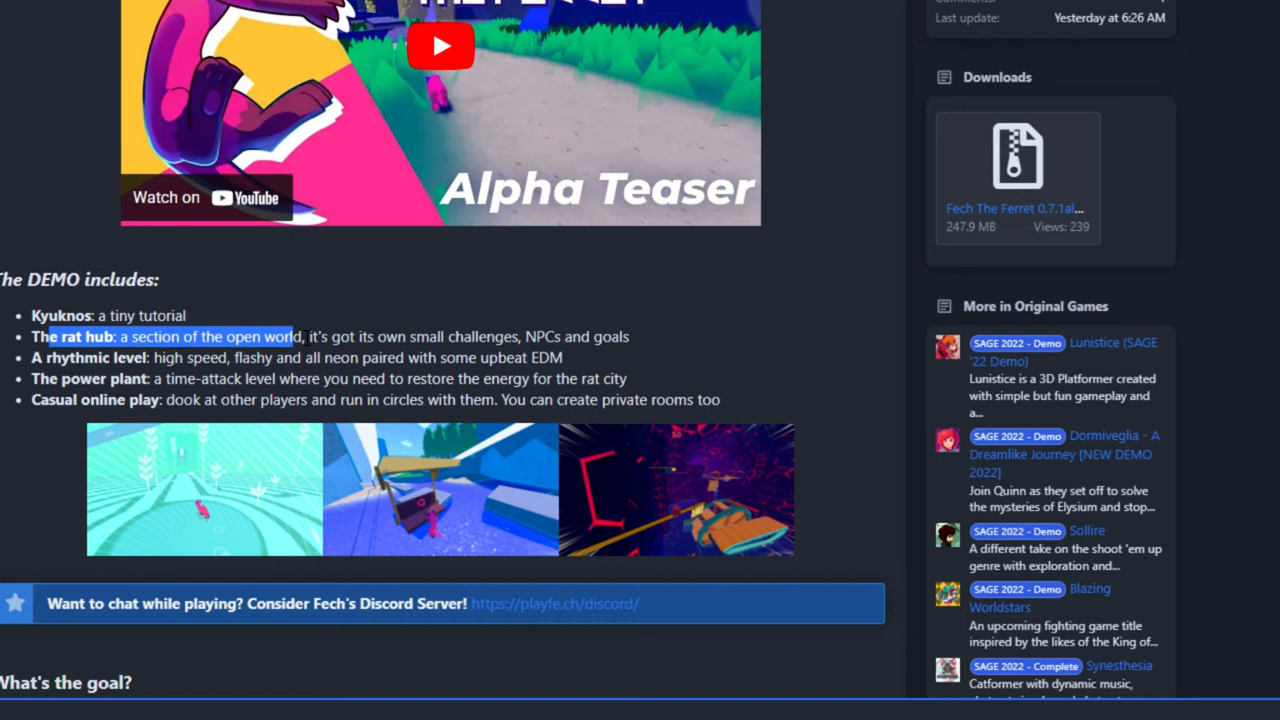 Last update: Yesterday at 6:26 AM
Watch on YouTube
Alpha Teaser
The DEMO includes:
Kyuknos: a tiny tutorial
The rat hub: a section of the open world, it's got its own small challenges, NPCs and goals
A rhythmic level: high speed, flashy and all neon paired with some upbeat EDM
The power plant: a time-attack level where you need to restore the energy for the rat city
Casual online play: dook at other players and run in circles with them. You can create private rooms too
50
Want to chat while playing? Consider Fech's Discord Server! https://playfe.ch/discord/
What's the goal?
Downloads
Fech The Ferret 0.7.1al...
247.9 MB Views: 239
More in Original Games
SAGE 2022 - Demo Lunistice (SAGE
'22 Demo)
Lunistice is a 3D Platformer created
with simple but fun gameplay and
a...
SAGE 2022 - Demo Dormiveglia - A
Dreamlike Journey [NEW DEMO
2022]
Join Quinn as they set off to solve
the mysteries of Elysium and stop...
SAGE 2022 - Demo Sollire
A different take on the shoot 'em up
genre with exploration and...
SAGE 2022 - Demo Blazing
Worldstars
An upcoming fighting game title
inspired by the likes of the King of...
SAGE 2022 - Complete Synesthesia
Catformer with dynamic music,